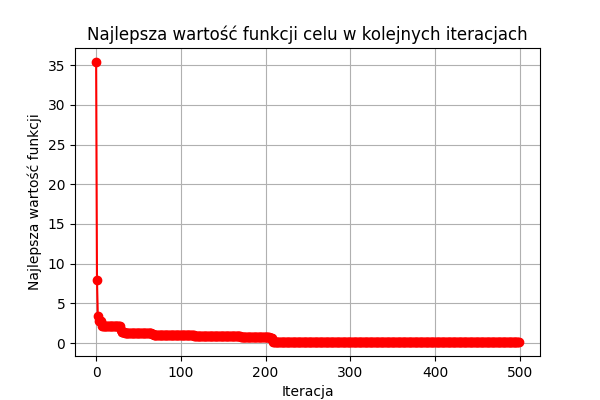 Najlepsza wartość funkcji celu w kolejnych iteracjach
Najlepsza wartość funkcji
35
30
25
20
15
10
5
0
0 100 200 300 400 500
Iteracja